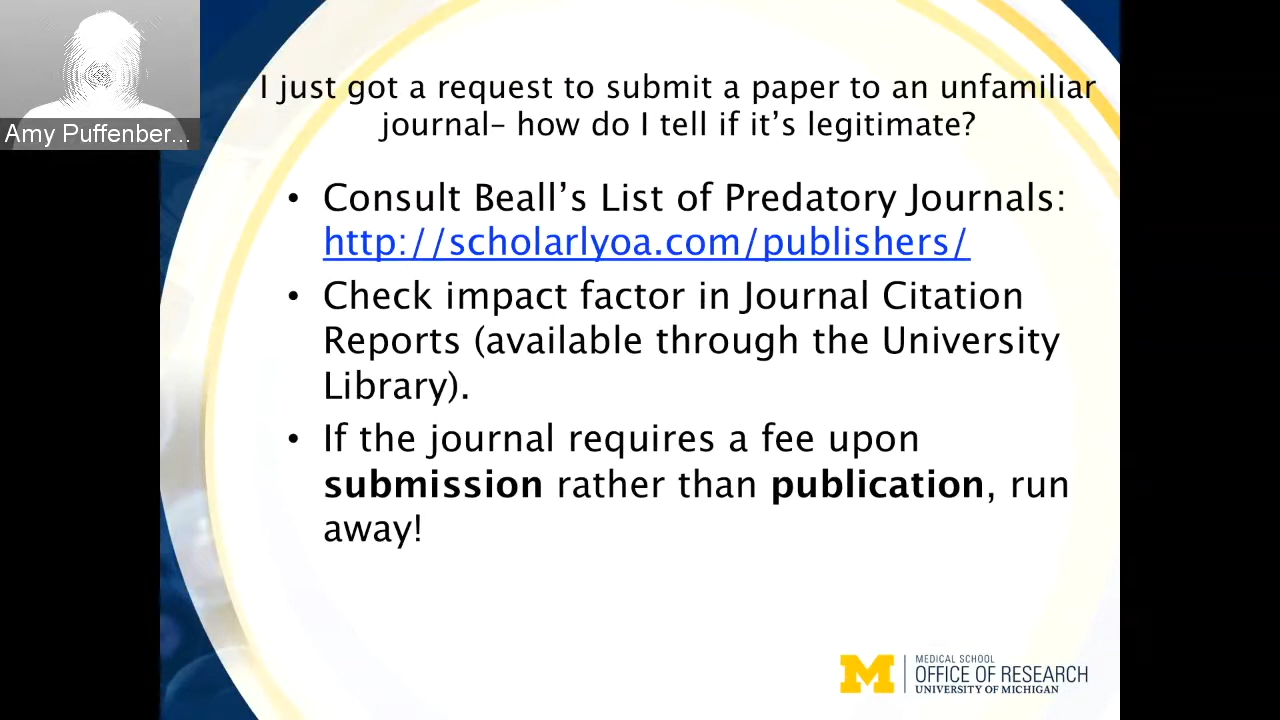 Amy Puffenber...
I just got a request to submit a paper to an unfamiliar
journal– how do I tell if it’s legitimate?
• Consult Beall’s List of Predatory Journals:
http://scholarlyoa.com/publishers/
• Check impact factor in Journal Citation
Reports (available through the University
Library).
• If the journal requires a fee upon
submission rather than publication, run
away!
M
MEDICAL SCHOOL
OFFICE OF RESEARCH
UNIVERSITY OF MICHIGAN